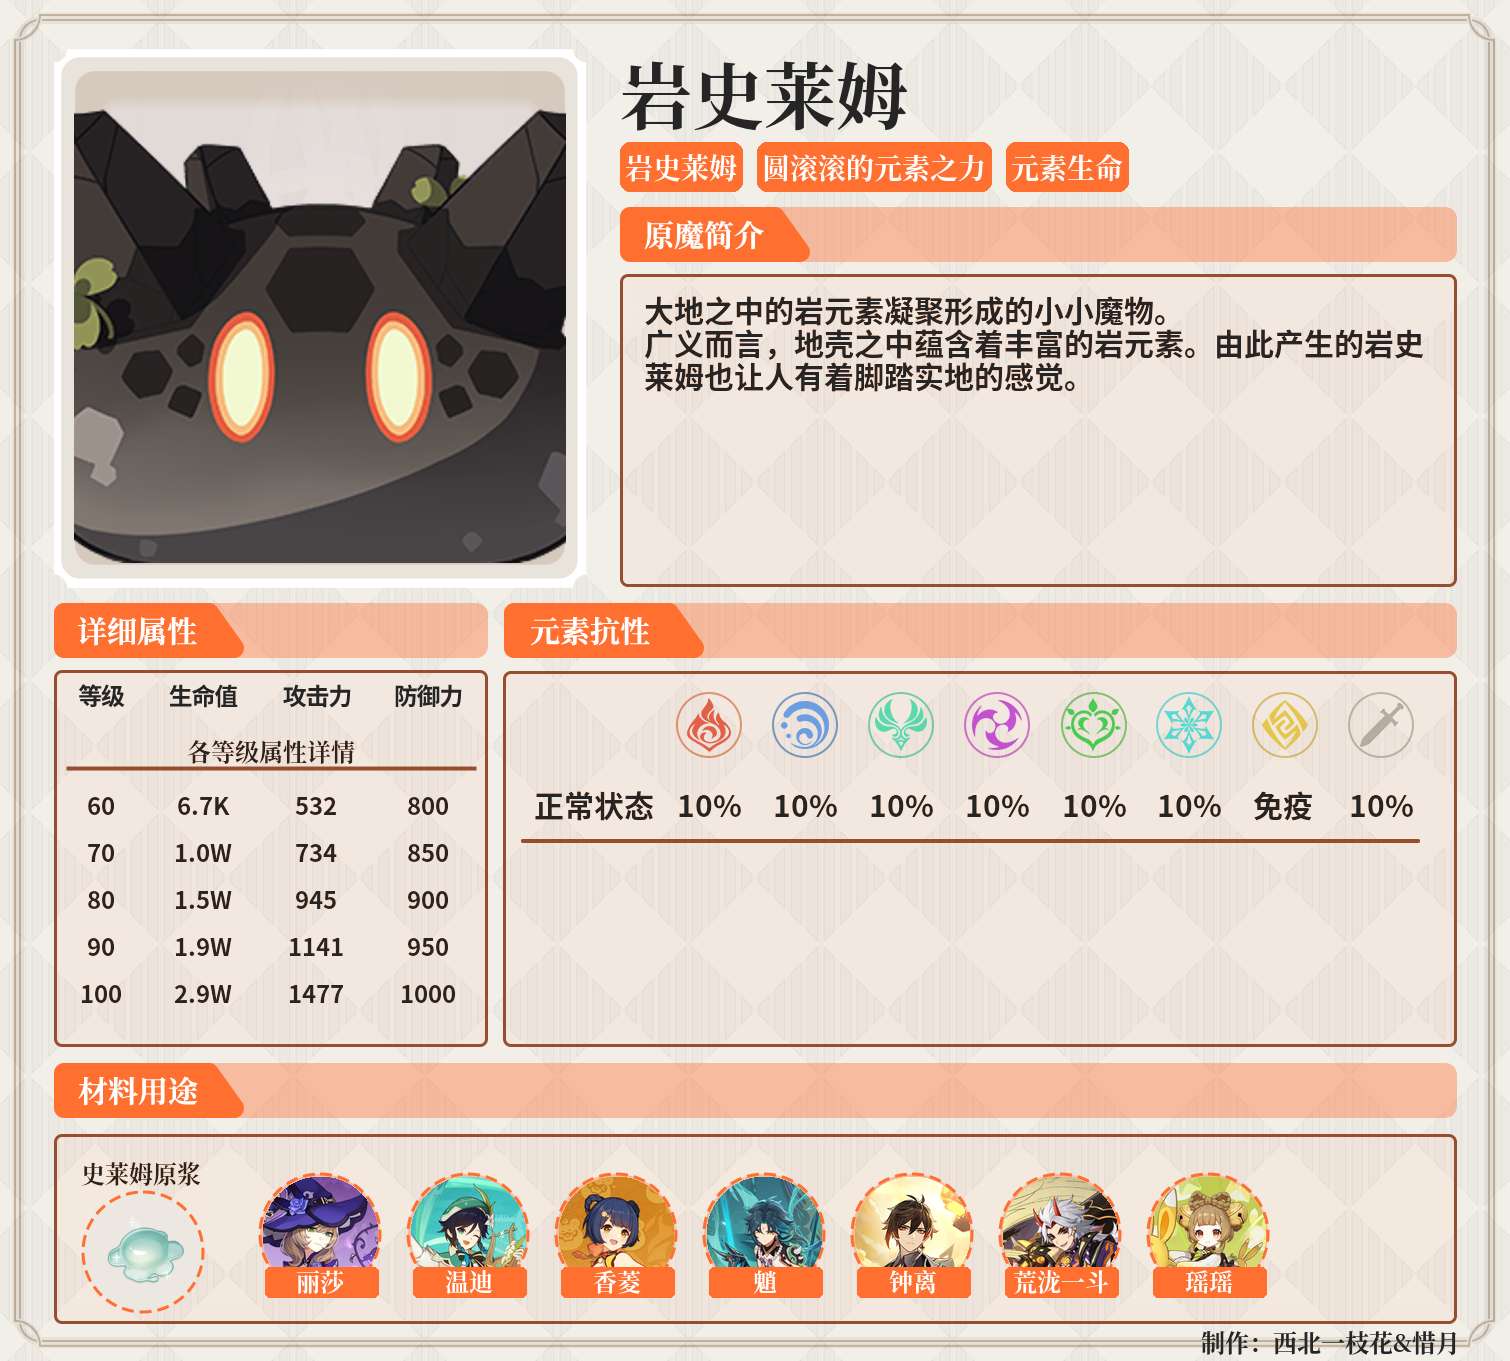 岩史莱姆
岩史莱姆 圆滚滚的元素之力 元素生命
原魔简介
大地之中的岩元素凝聚形成的小小魔物。
广义而言，地壳之中蕴含着丰富的岩元素。由此产生的岩史
莱姆也让人有着脚踏实地的感觉。
详细属性
等级 生命值 攻击力 防御力
各等级属性详情
60 6.7K 532 800
70 1.0W 734 850
80 1.5W 945 900
90 1.9W 1141 950
100 2.9W 1477 1000
元素抗性
正常状态 10% 10% 10% 10% 10% 10% 免疫 10%
材料用途
史莱姆原浆
丽莎 温迪 香菱 魈 钟离 荒泷一斗 瑶瑶
制作：西北一枝花&惜月